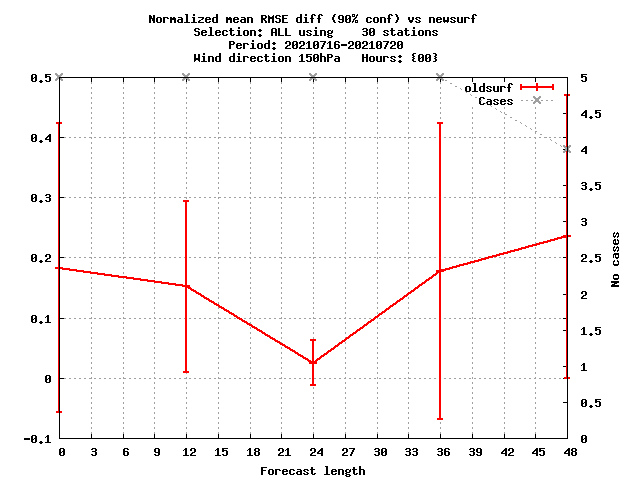 Normalized mean RMSE diff (90% conf) vs newsurf
Selection: ALL using    30 stations
Period: 20210716-20210720
Wind direction 150hPa   Hours: {00}
oldsurf
Cases
0.5
0.4
0.3
0.2
0.1
0
-0.1
5
4.5
4
3.5
3
2.5
2
1.5
1
0.5
0
No cases
0 3 6 9 12 15 18 21 24 27 30 33 36 39 42 45 48
Forecast length